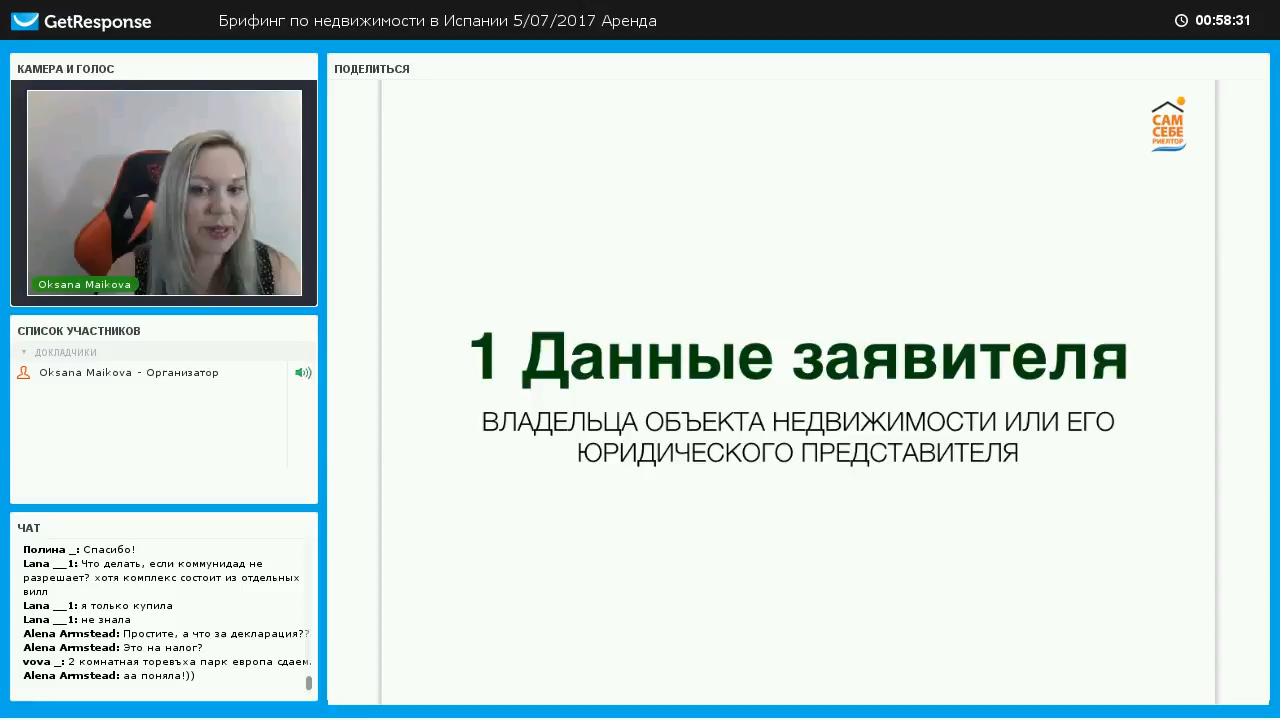 GetResponse
Брифинг по недвижимости в Испании 5/07/2017 Аренда
00:58:31
КАМЕРА И ГОЛОС
Oksana Maikova
СПИСОК УЧАСТНИКОВ
ДОКЛАДЧИКИ
Oksana Maikova - Организатор
ЧАТ
Полина _: Спасибо!
Lana __1: Что делать, если коммунидад не
разрешает? хотя комплекс состоит из отдельных
вилл
Lana __1: я только купила
Lana __1: не знала
Alena Armstead: Простите, а что за декларация??
Alena Armstead: Это на налог?
vova _: 2 комнатная торевъха парк европа сдаем.
Alena Armstead: аа поняла!))
ПОДЕЛИТЬСЯ
САМ
СЕБЕ
РИЕЛТОР
1 Данные заявителя
ВЛАДЕЛЬЦА ОБЪЕКТА НЕДВИЖИМОСТИ ИЛИ ЕГО
ЮРИДИЧЕСКОГО ПРЕДСТАВИТЕЛЯ